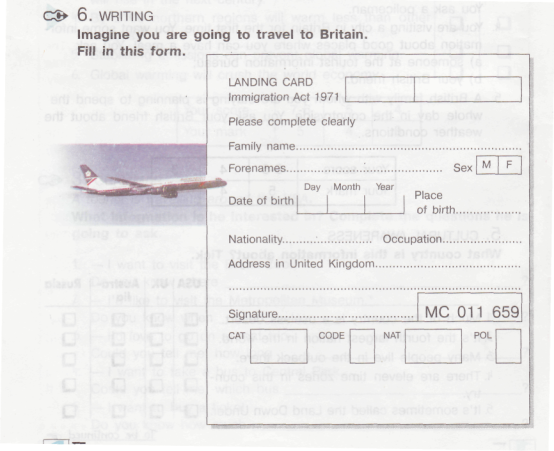 6. WRITING
Imagine you are going to travel to Britain.
Fill in this form.
LANDING CARD
Immigration Act 1971
Please complete clearly
Family name
Forenames Sex M F
Date of birth Day Month Year Place of birth
Nationality Occupation
Address in United Kingdom
Signature MC 011 659
CAT CODE NAT POL